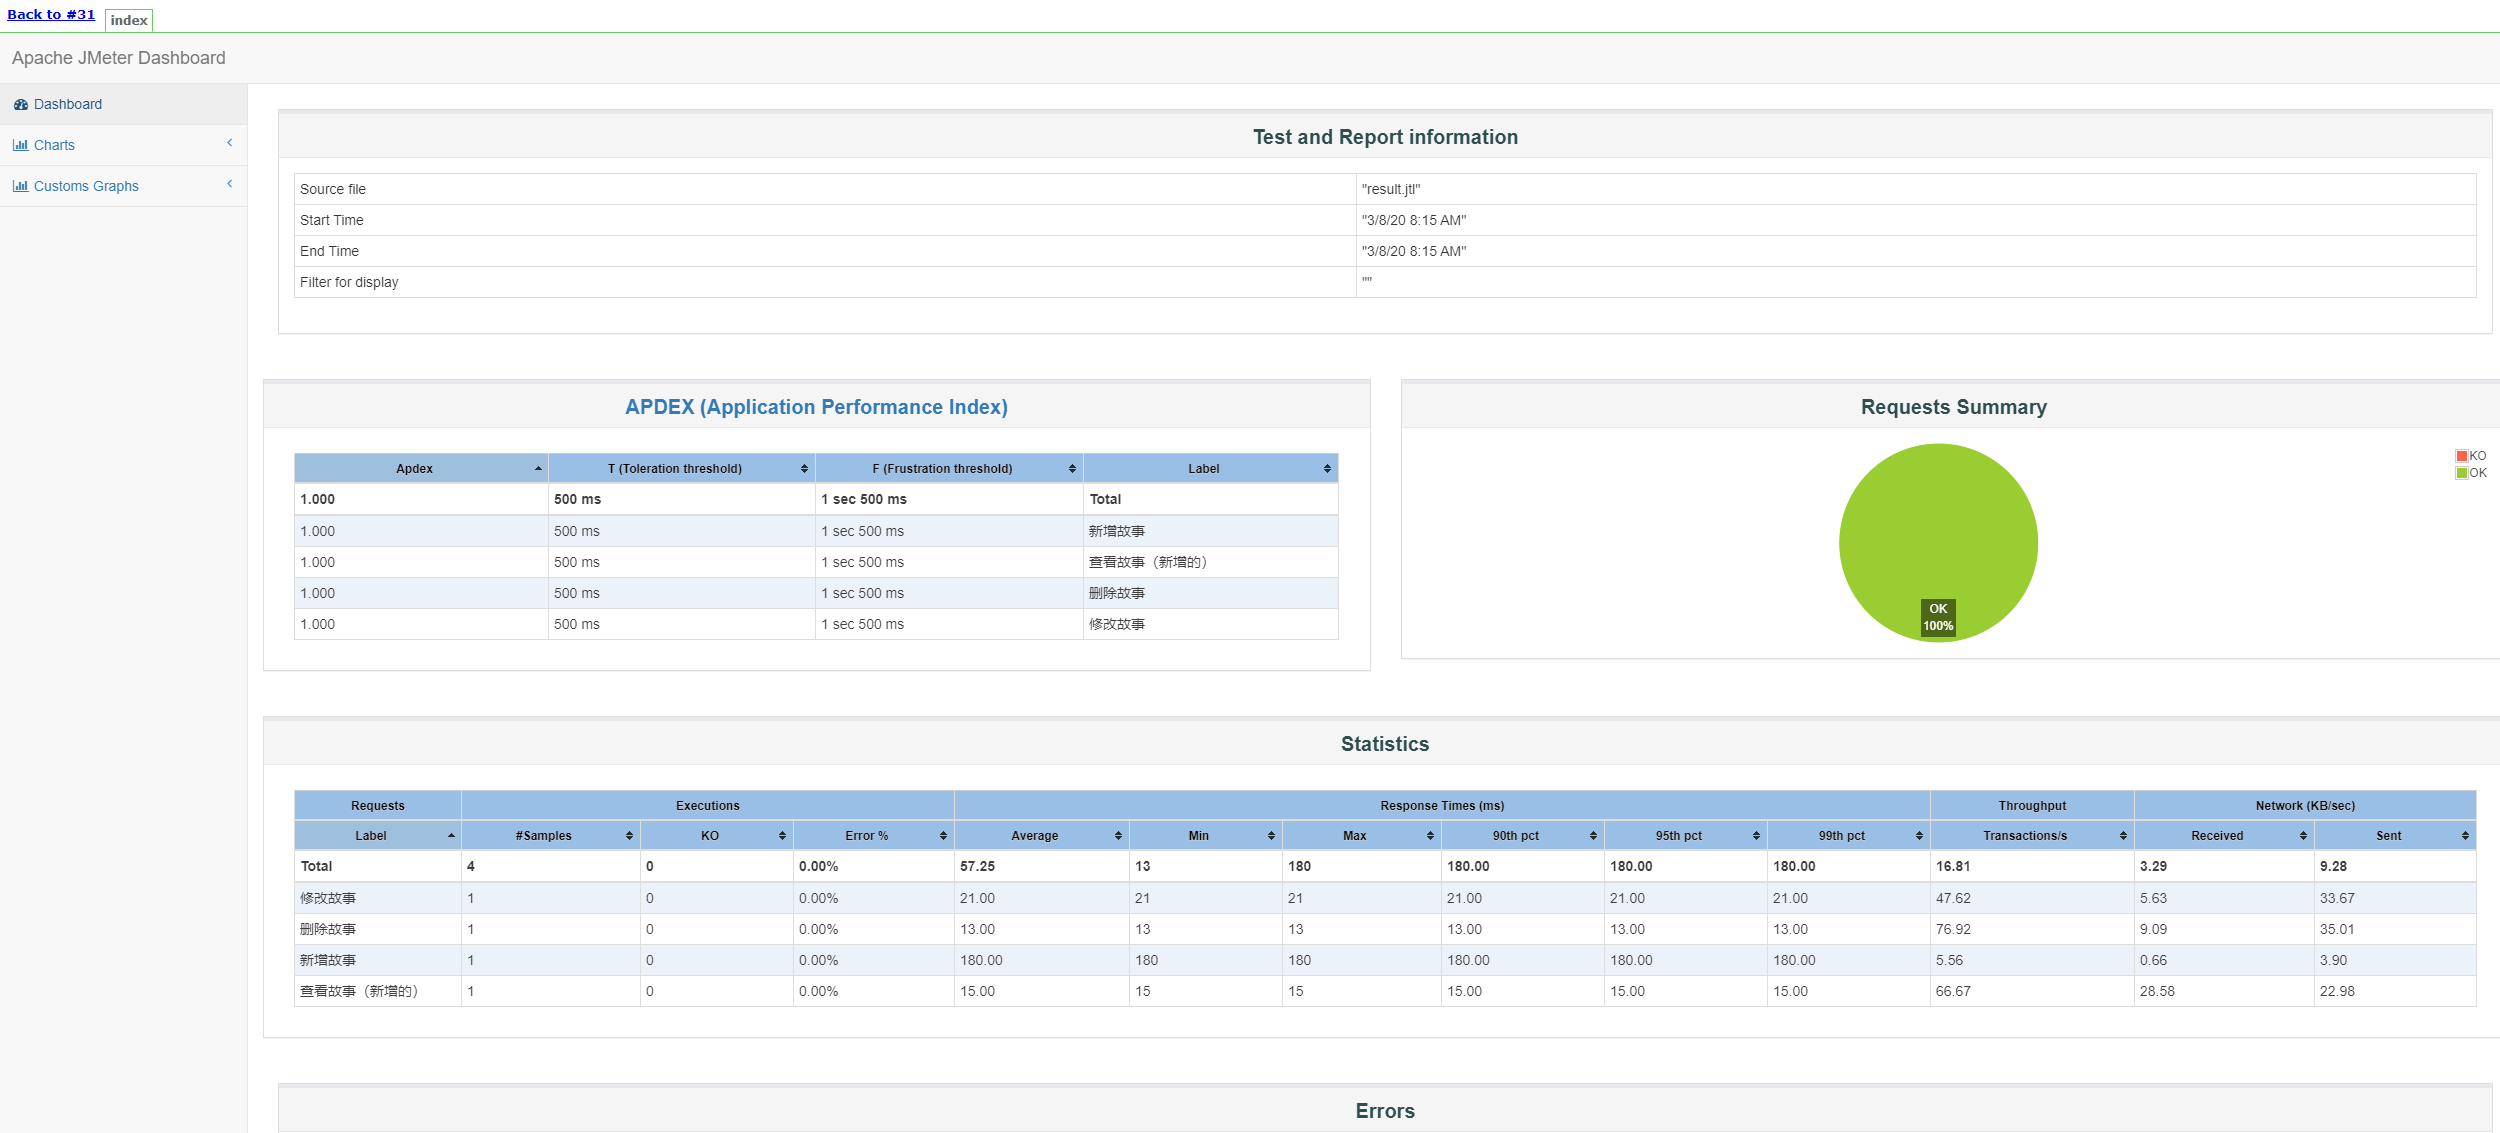 Back to #31 index
Apache JMeter Dashboard
Dashboard
Charts
Customs Graphs
Test and Report information
Source file "result.jtl"
Start Time "3/8/20 8:15 AM"
End Time "3/8/20 8:15 AM"
Filter for display ""
APDEX (Application Performance Index)
Apdex T (Toleration threshold) F (Frustration threshold) Label
1.000 500 ms 1 sec 500 ms Total
1.000 500 ms 1 sec 500 ms 新增故事
1.000 500 ms 1 sec 500 ms 查看故事（新增的）
1.000 500 ms 1 sec 500 ms 删除故事
1.000 500 ms 1 sec 500 ms 修改故事
Requests Summary
KO
OK
OK
100%
Statistics
Requests Executions Response Times (ms) Throughput Network (KB/sec)
Label #Samples KO Error % Average Min Max 90th pct 95th pct 99th pct Transactions/s Received Sent
Total 4 0 0.00% 57.25 13 180 180.00 180.00 180.00 16.81 3.29 9.28
修改故事 1 0 0.00% 21.00 21 21 21.00 21.00 21.00 47.62 5.63 33.67
删除故事 1 0 0.00% 13.00 13 13 13.00 13.00 13.00 76.92 9.09 35.01
新增故事 1 0 0.00% 180.00 180 180 180.00 180.00 180.00 5.56 0.66 3.90
查看故事（新增的） 1 0 0.00% 15.00 15 15 15.00 15.00 15.00 66.67 28.58 22.98
Errors